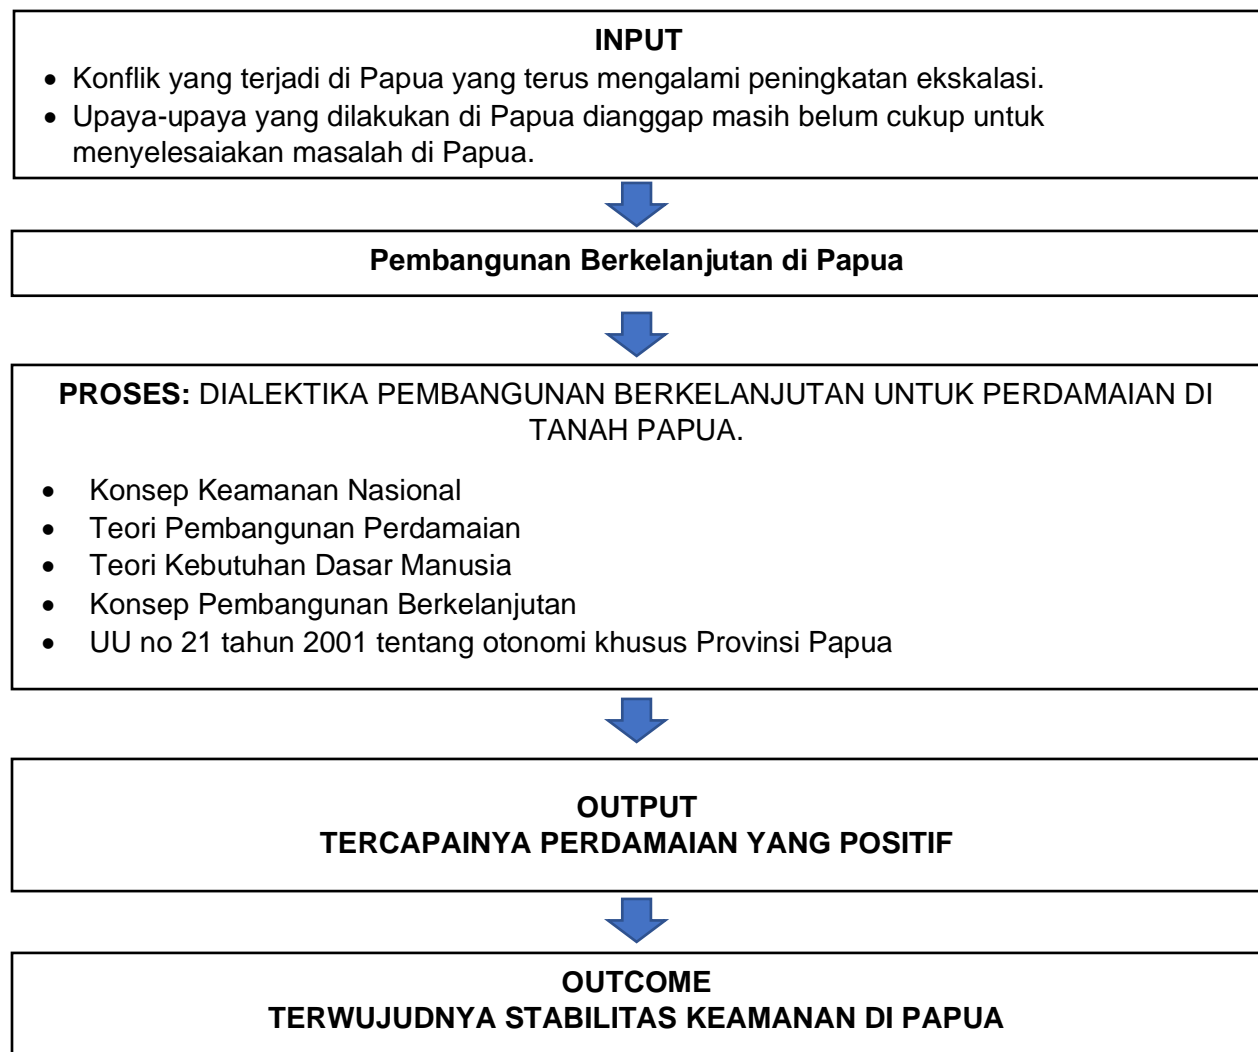 INPUT
• Konflik yang terjadi di Papua yang terus mengalami peningkatan ekskalasi.
• Upaya-upaya yang dilakukan di Papua dianggap masih belum cukup untuk
menyelesaiakan masalah di Papua.
Pembangunan Berkelanjutan di Papua
PROSES: DIALEKTIKA PEMBANGUNAN BERKELANJUTAN UNTUK PERDAMAIAN DI
TANAH PAPUA.
• Konsep Keamanan Nasional
• Teori Pembangunan Perdamaian
• Teori Kebutuhan Dasar Manusia
• Konsep Pembangunan Berkelanjutan
• UU no 21 tahun 2001 tentang otonomi khusus Provinsi Papua
OUTPUT
TERCAPAINYA PERDAMAIAN YANG POSITIF
OUTCOME
TERWUJUDNYA STABILITAS KEAMANAN DI PAPUA